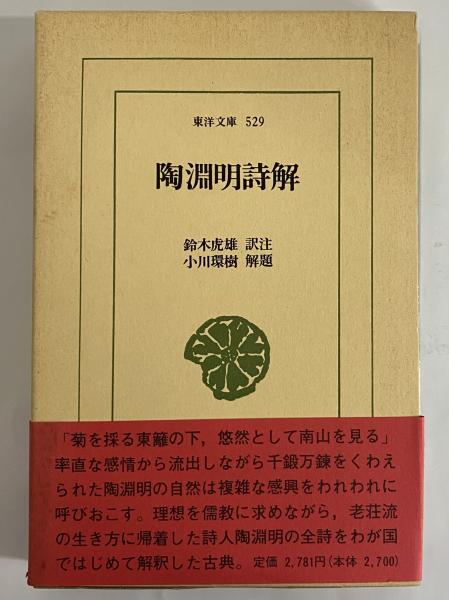 東洋文庫 529
陶淵明詩解
鈴木虎雄 訳注
小川環樹 解題
「菊を採る東籬の下，悠然として南山を見る」
率直な感情から流出しながら千鍛万錬をくわえ
られた陶淵明の自然は複雑な感興をわれわれに
呼びおこす。理想を儒教に求めながら，老荘流
の生き方に帰着した詩人陶淵明の全詩をわが国
ではじめて解釈した古典。定価 2,781円(本体 2,700)